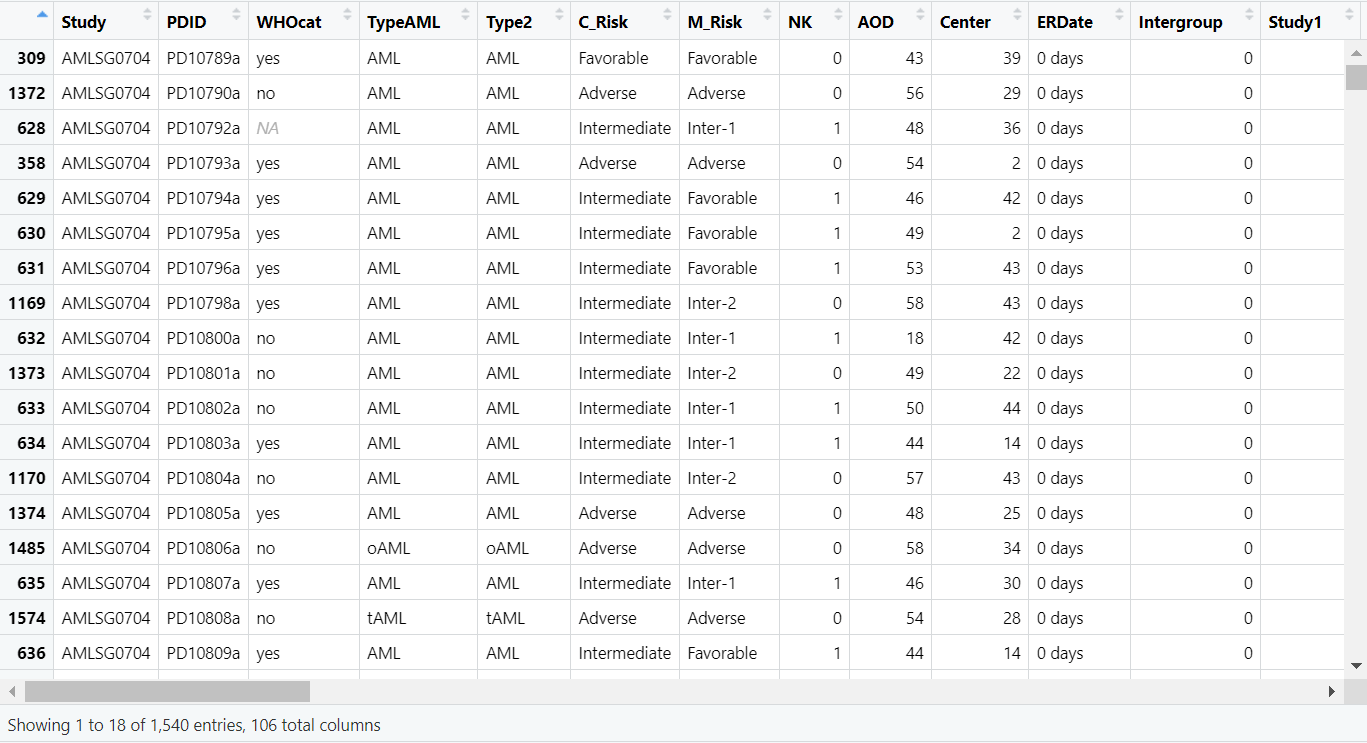 Study PDID WHOcat TypeAML Type2 C_Risk M_Risk NK AOD Center ERDate Intergroup Study1
309 AMLSG0704 PD10789a yes AML AML Favorable Favorable 0 43 39 0 days 0
1372 AMLSG0704 PD10790a no AML AML Adverse Adverse 0 56 29 0 days 0
628 AMLSG0704 PD10792a NA AML AML Intermediate Inter-1 1 48 36 0 days 0
358 AMLSG0704 PD10793a yes AML AML Adverse Adverse 0 54 2 0 days 0
629 AMLSG0704 PD10794a yes AML AML Intermediate Favorable 1 46 42 0 days 0
630 AMLSG0704 PD10795a yes AML AML Intermediate Favorable 1 49 2 0 days 0
631 AMLSG0704 PD10796a yes AML AML Intermediate Favorable 1 53 43 0 days 0
1169 AMLSG0704 PD10798a yes AML AML Intermediate Inter-2 0 58 43 0 days 0
632 AMLSG0704 PD10800a no AML AML Intermediate Inter-1 1 18 42 0 days 0
1373 AMLSG0704 PD10801a no AML AML Intermediate Inter-2 0 49 22 0 days 0
633 AMLSG0704 PD10802a no AML AML Intermediate Inter-1 1 50 44 0 days 0
634 AMLSG0704 PD10803a yes AML AML Intermediate Inter-1 1 44 14 0 days 0
1170 AMLSG0704 PD10804a no AML AML Intermediate Inter-2 0 57 43 0 days 0
1374 AMLSG0704 PD10805a yes AML AML Adverse Adverse 0 48 25 0 days 0
1485 AMLSG0704 PD10806a no oAML oAML Adverse Adverse 0 58 34 0 days 0
635 AMLSG0704 PD10807a yes AML AML Intermediate Inter-1 1 46 30 0 days 0
1574 AMLSG0704 PD10808a no tAML tAML Adverse Adverse 0 54 28 0 days 0
636 AMLSG0704 PD10809a yes AML AML Intermediate Favorable 1 44 14 0 days 0
Showing 1 to 18 of 1,540 entries, 106 total columns